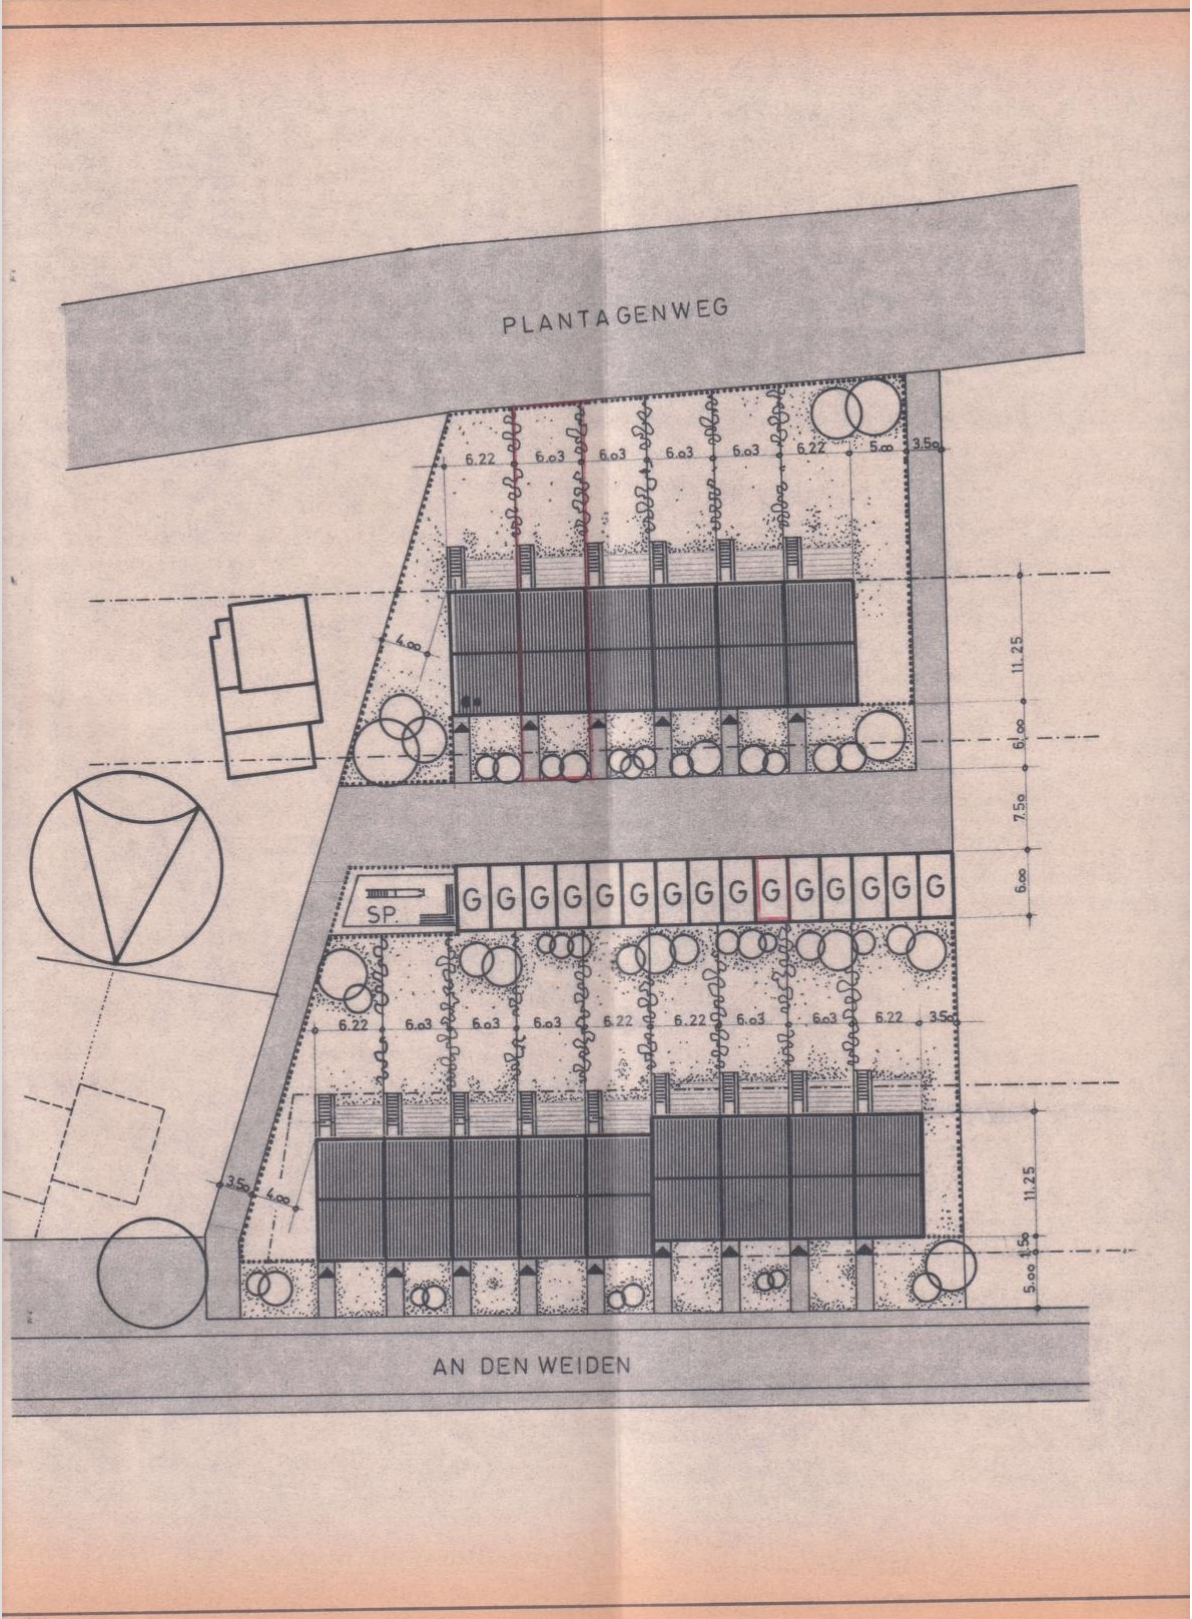 PLANTAGENWEG
6.22 6.03 6.03 6.03 6.03 6.22 5.00 3.50
4.00
11.25
6.00
7.50
6.00
SP.
G G G G G G G G G G G G G G G
6.22 6.03 6.03 6.03 6.22 6.22 6.03 6.03 6.22 3.50
3.50 4.00
11.25
1.50
5.00
AN DEN WEIDEN